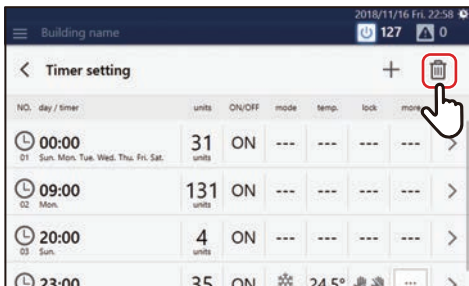 2018/11/16 Fri. 22:58
Building name 127 0
Timer setting
NO. day / timer units ON/OFF mode temp. lock more
00:00 31 ON --- --- --- ---
01 Sun. Mon. Tue. Wed. Thu. Fri. Sat. units
09:00 131 ON --- --- --- ---
02 Mon. units
20:00 4 ON --- --- --- ---
03 Sun. units
23:00 35 ON 24.5° ...